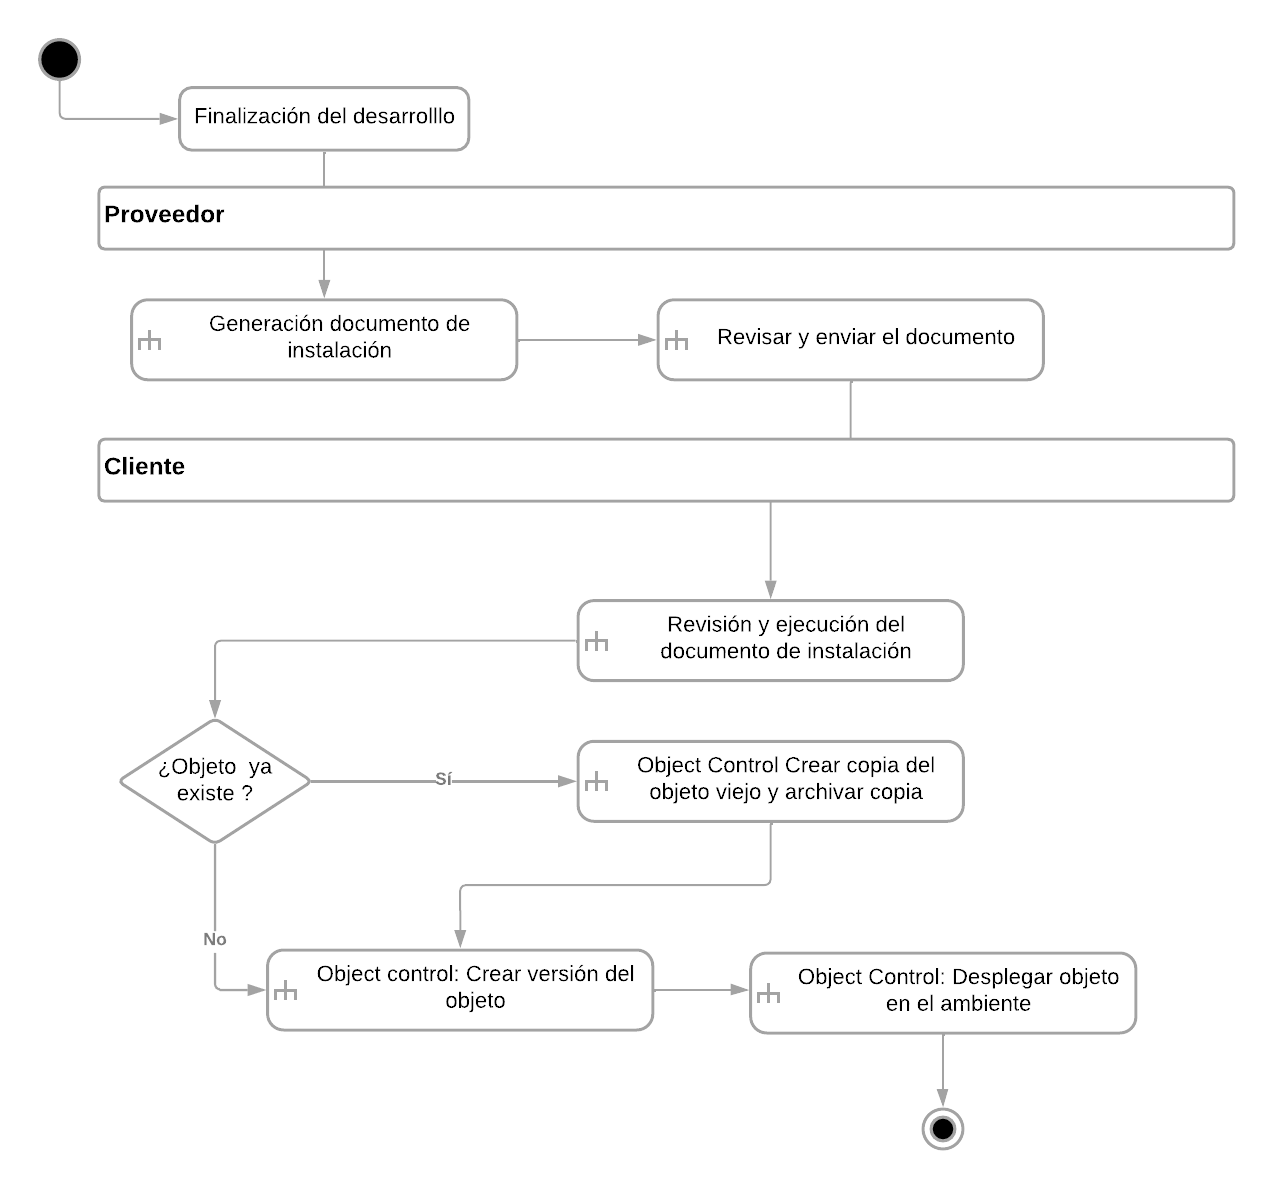 Finalización del desarrolllo
Proveedor
Generación documento de
instalación
Revisar y enviar el documento
Cliente
Revisión y ejecución del
documento de instalación
¿Objeto  ya
existe ?
Sí
Object Control Crear copia del
objeto viejo y archivar copia
No
Object control: Crear versión del
objeto
Object Control: Desplegar objeto
en el ambiente